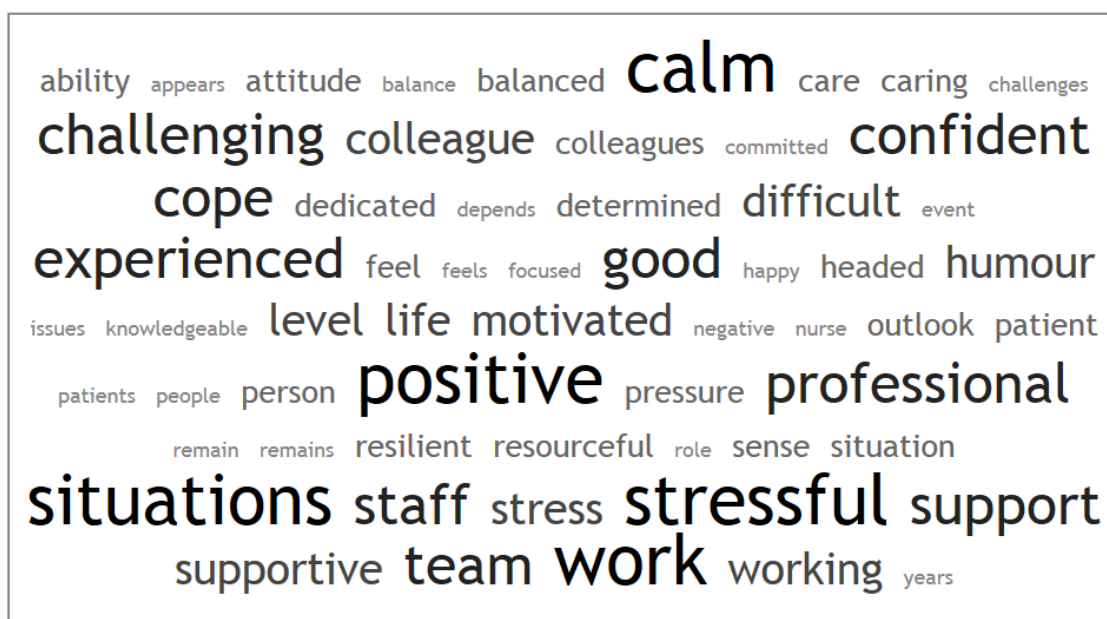 ability appears attitude balance balanced calm care caring challenges
challenging colleague colleagues committed confident
cope dedicated depends determined difficult event
experienced feel feels focused good happy headed humour
issues knowledgeable level life motivated negative nurse outlook patient
patients people person positive pressure professional
remain remains resilient resourceful role sense situation
situations staff stress stressful support
supportive team work working years